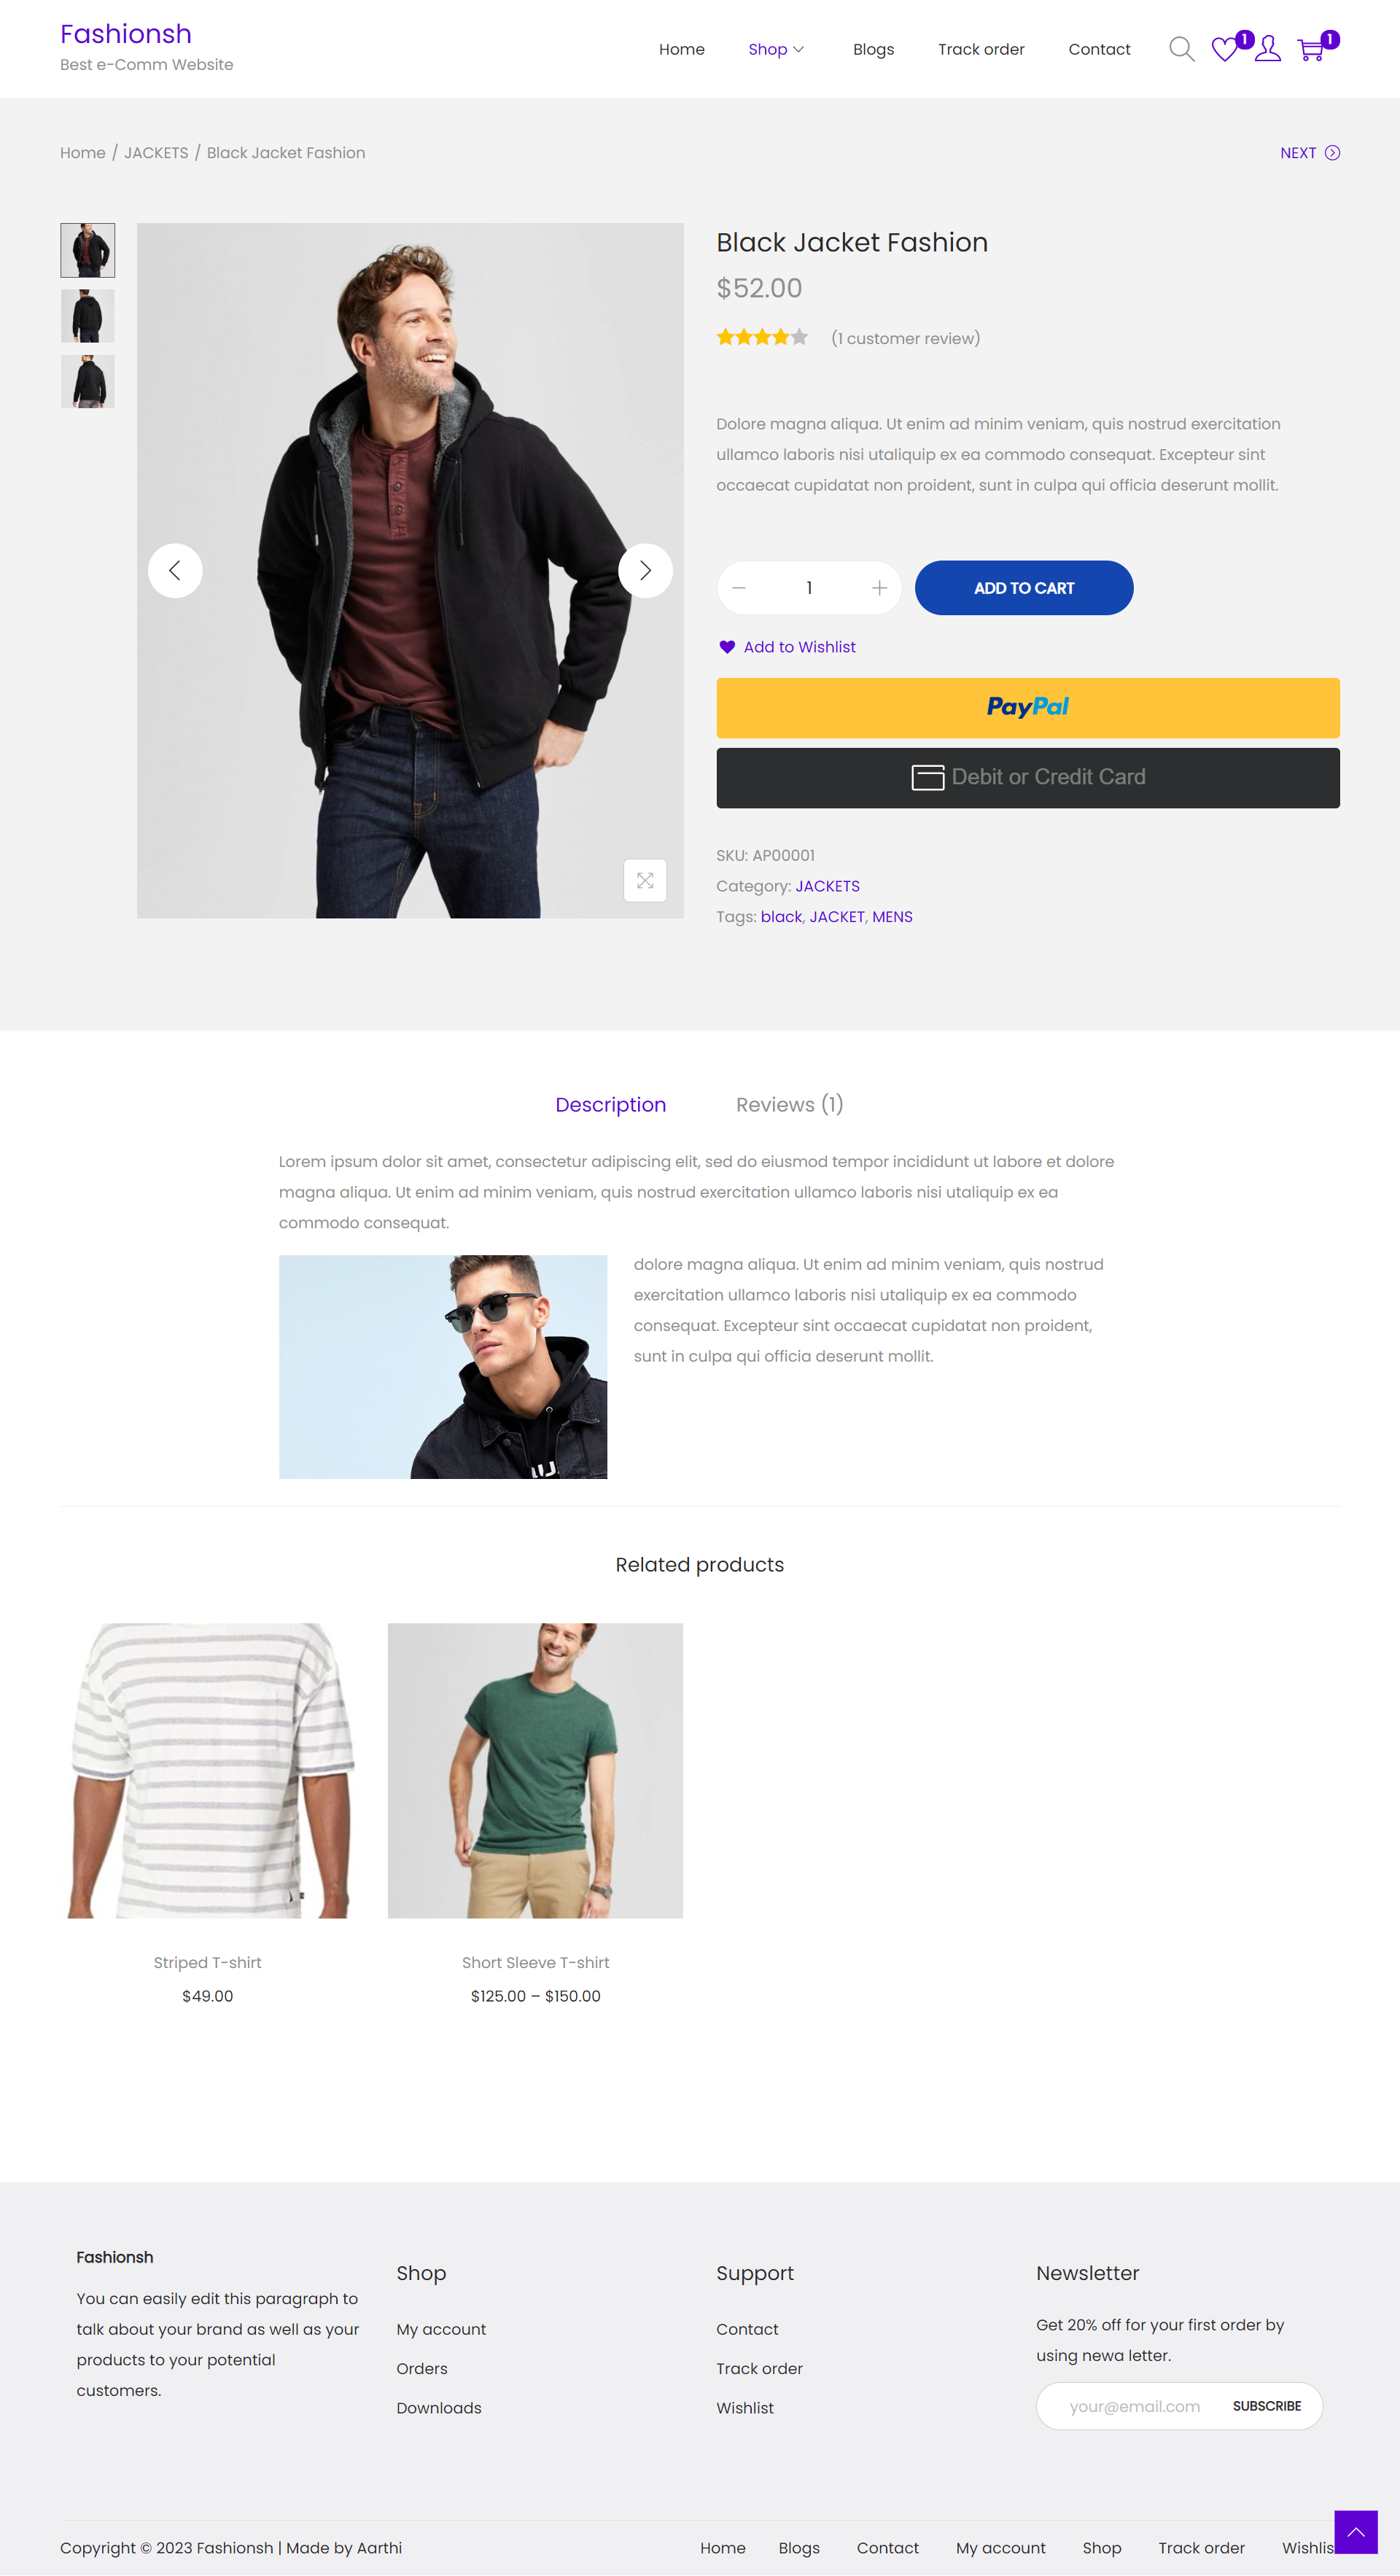 Fashionsh
Best e-Comm Website
Home
Shop
Blogs
Track order
Contact
1
1
Home / JACKETS / Black Jacket Fashion
NEXT
Black Jacket Fashion
$52.00
(1 customer review)
Dolore magna aliqua. Ut enim ad minim veniam, quis nostrud exercitation
ullamco laboris nisi utaliquip ex ea commodo consequat. Excepteur sint
occaecat cupidatat non proident, sunt in culpa qui officia deserunt mollit.
1
ADD TO CART
Add to Wishlist
PayPal
Debit or Credit Card
SKU: AP00001
Category: JACKETS
Tags: black, JACKET, MENS
Description
Reviews (1)
Lorem ipsum dolor sit amet, consectetur adipiscing elit, sed do eiusmod tempor incididunt ut labore et dolore
magna aliqua. Ut enim ad minim veniam, quis nostrud exercitation ullamco laboris nisi utaliquip ex ea
commodo consequat.
dolore magna aliqua. Ut enim ad minim veniam, quis nostrud
exercitation ullamco laboris nisi utaliquip ex ea commodo
consequat. Excepteur sint occaecat cupidatat non proident,
sunt in culpa qui officia deserunt mollit.
Related products
Striped T-shirt
$49.00
Short Sleeve T-shirt
$125.00 – $150.00
Fashionsh
You can easily edit this paragraph to
talk about your brand as well as your
products to your potential
customers.
Shop
My account
Orders
Downloads
Support
Contact
Track order
Wishlist
Newsletter
Get 20% off for your first order by
using newa letter.
your@email.com
SUBSCRIBE
Copyright © 2023 Fashionsh | Made by Aarthi
Home
Blogs
Contact
My account
Shop
Track order
Wishlis